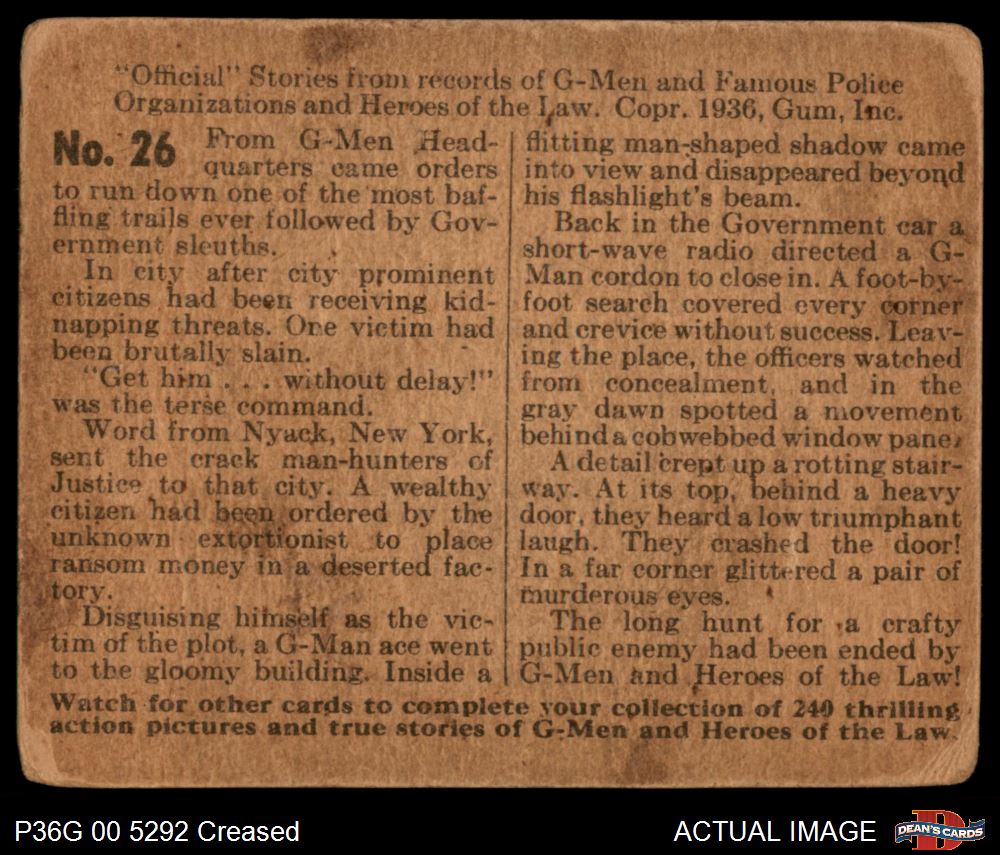 "Official" Stories from records of G-Men and Famous Police
Organizations and Heroes of the Law. Copr. 1936, Gum, Inc.
No. 26 From G-Men Head-
quarters came orders
to run down one of the most baf-
fling trails ever followed by Gov-
ernment sleuths.
In city after city prominent
citizens had been receiving kid-
napping threats. One victim had
been brutally slain.
"Get him . . . without delay!"
was the terse command.
Word from Nyack, New York,
sent the crack man-hunters of
Justice to that city. A wealthy
citizen had been ordered by the
unknown extortionist to place
ransom money in a deserted fac-
tory.
Disguising himself as the vic-
tim of the plot, a G-Man ace went
to the gloomy building. Inside a
flitting man-shaped shadow came
into view and disappeared beyond
his flashlight's beam.
Back in the Government car a
short-wave radio directed a G-
Man cordon to close in. A foot-by-
foot search covered every corner
and crevice without success. Leav-
ing the place, the officers watched
from concealment, and in the
gray dawn spotted a movement
behind a cobwebbed window pane.
A detail crept up a rotting stair-
way. At its top, behind a heavy
door, they heard a low triumphant
laugh. They crashed the door!
In a far corner glittered a pair of
murderous eyes.
The long hunt for a crafty
public enemy had been ended by
G-Men and Heroes of the Law!
Watch for other cards to complete your collection of 240 thrilling
action pictures and true stories of G-Men and Heroes of the Law.
P36G 00 5292 Creased
ACTUAL IMAGE
DEAN'S CARDS